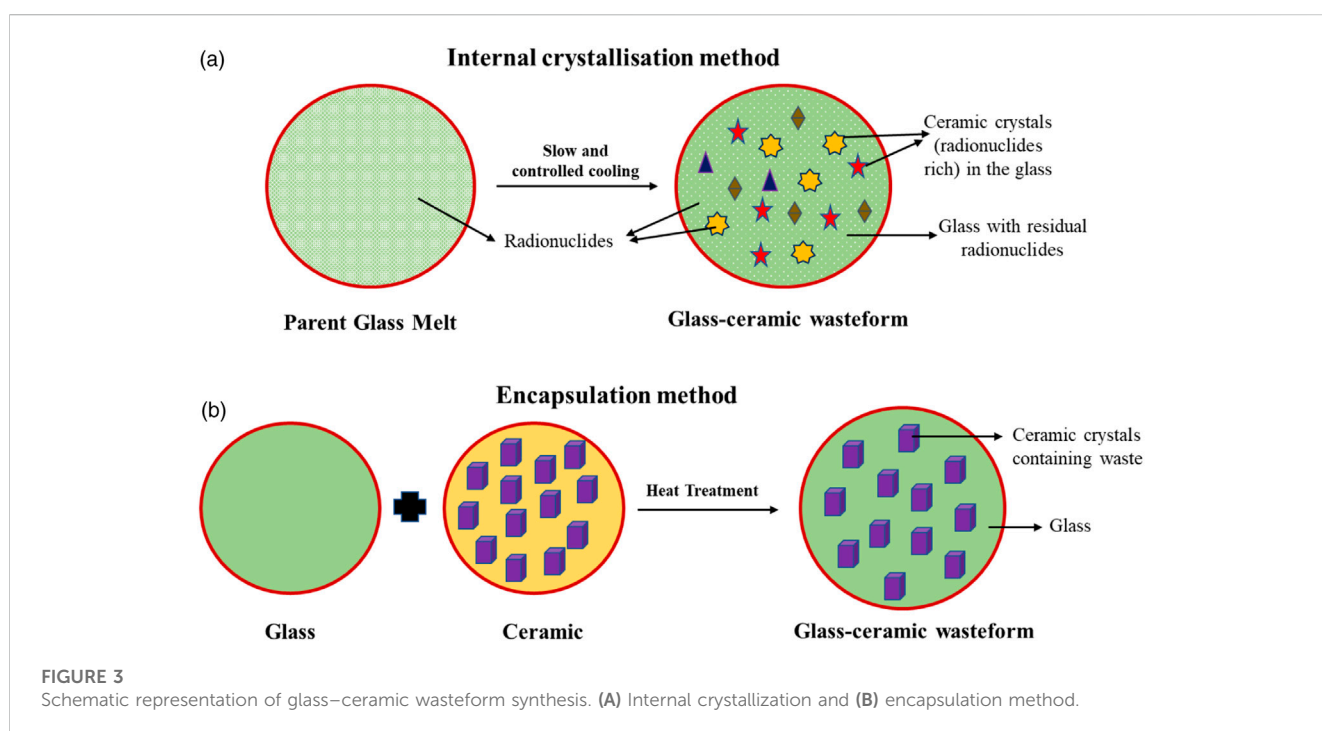 (a)
Internal crystallisation method
Slow and
controlled cooling
Radionuclides
Ceramic crystals
(radionuclides
rich) in the glass
Glass with residual
radionuclides
Parent Glass Melt
Glass-ceramic wasteform
(b)
Encapsulation method
Heat Treatment
Ceramic crystals
containing waste
Glass
Glass
Ceramic
Glass-ceramic wasteform
FIGURE 3
Schematic representation of glass–ceramic wasteform synthesis. (A) Internal crystallization and (B) encapsulation method.